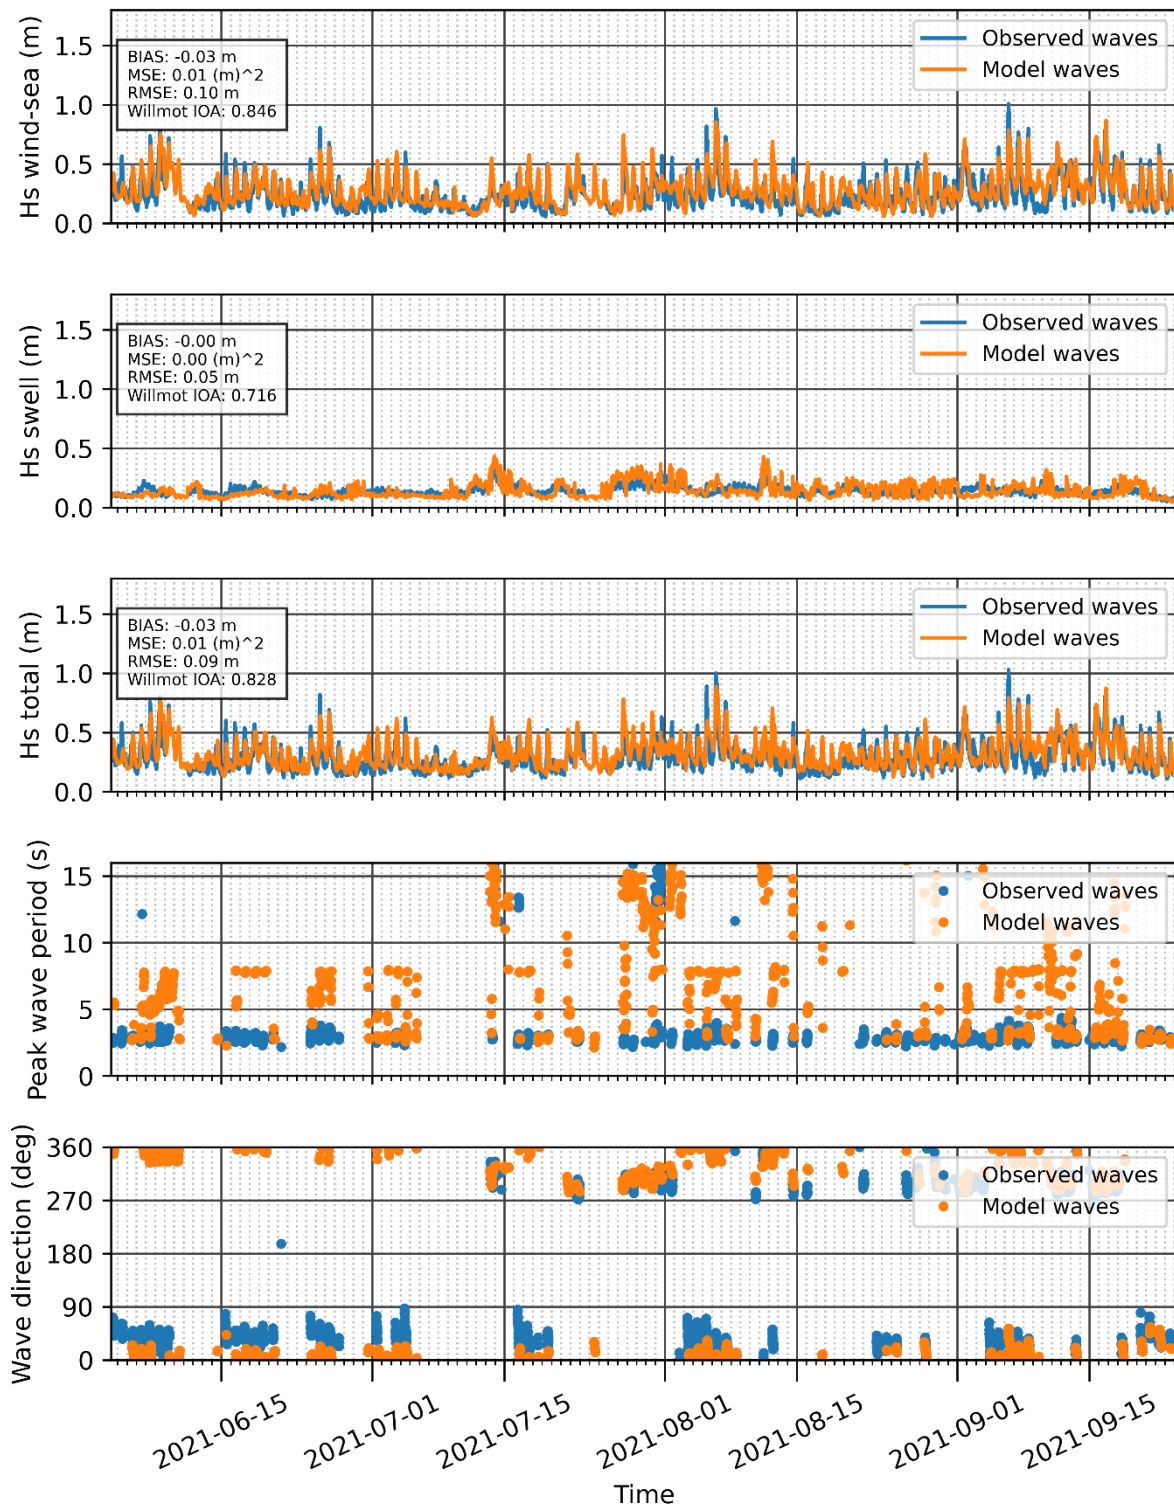 Hs wind-sea (m)
1.5
1.0
0.5
0.0
BIAS: -0.03 m
MSE: 0.01 (m)^2
RMSE: 0.10 m
Willmot IOA: 0.846
Observed waves
Model waves
Hs swell (m)
1.5
1.0
0.5
0.0
BIAS: -0.00 m
MSE: 0.00 (m)^2
RMSE: 0.05 m
Willmot IOA: 0.716
Observed waves
Model waves
Hs total (m)
1.5
1.0
0.5
0.0
BIAS: -0.03 m
MSE: 0.01 (m)^2
RMSE: 0.09 m
Willmot IOA: 0.828
Observed waves
Model waves
Peak wave period (s)
15
10
5
0
Observed waves
Model waves
Wave direction (deg)
360
270
180
90
0
Observed waves
Model waves
2021-06-15
2021-07-01
2021-07-15
2021-08-01
2021-08-15
2021-09-01
2021-09-15
Time